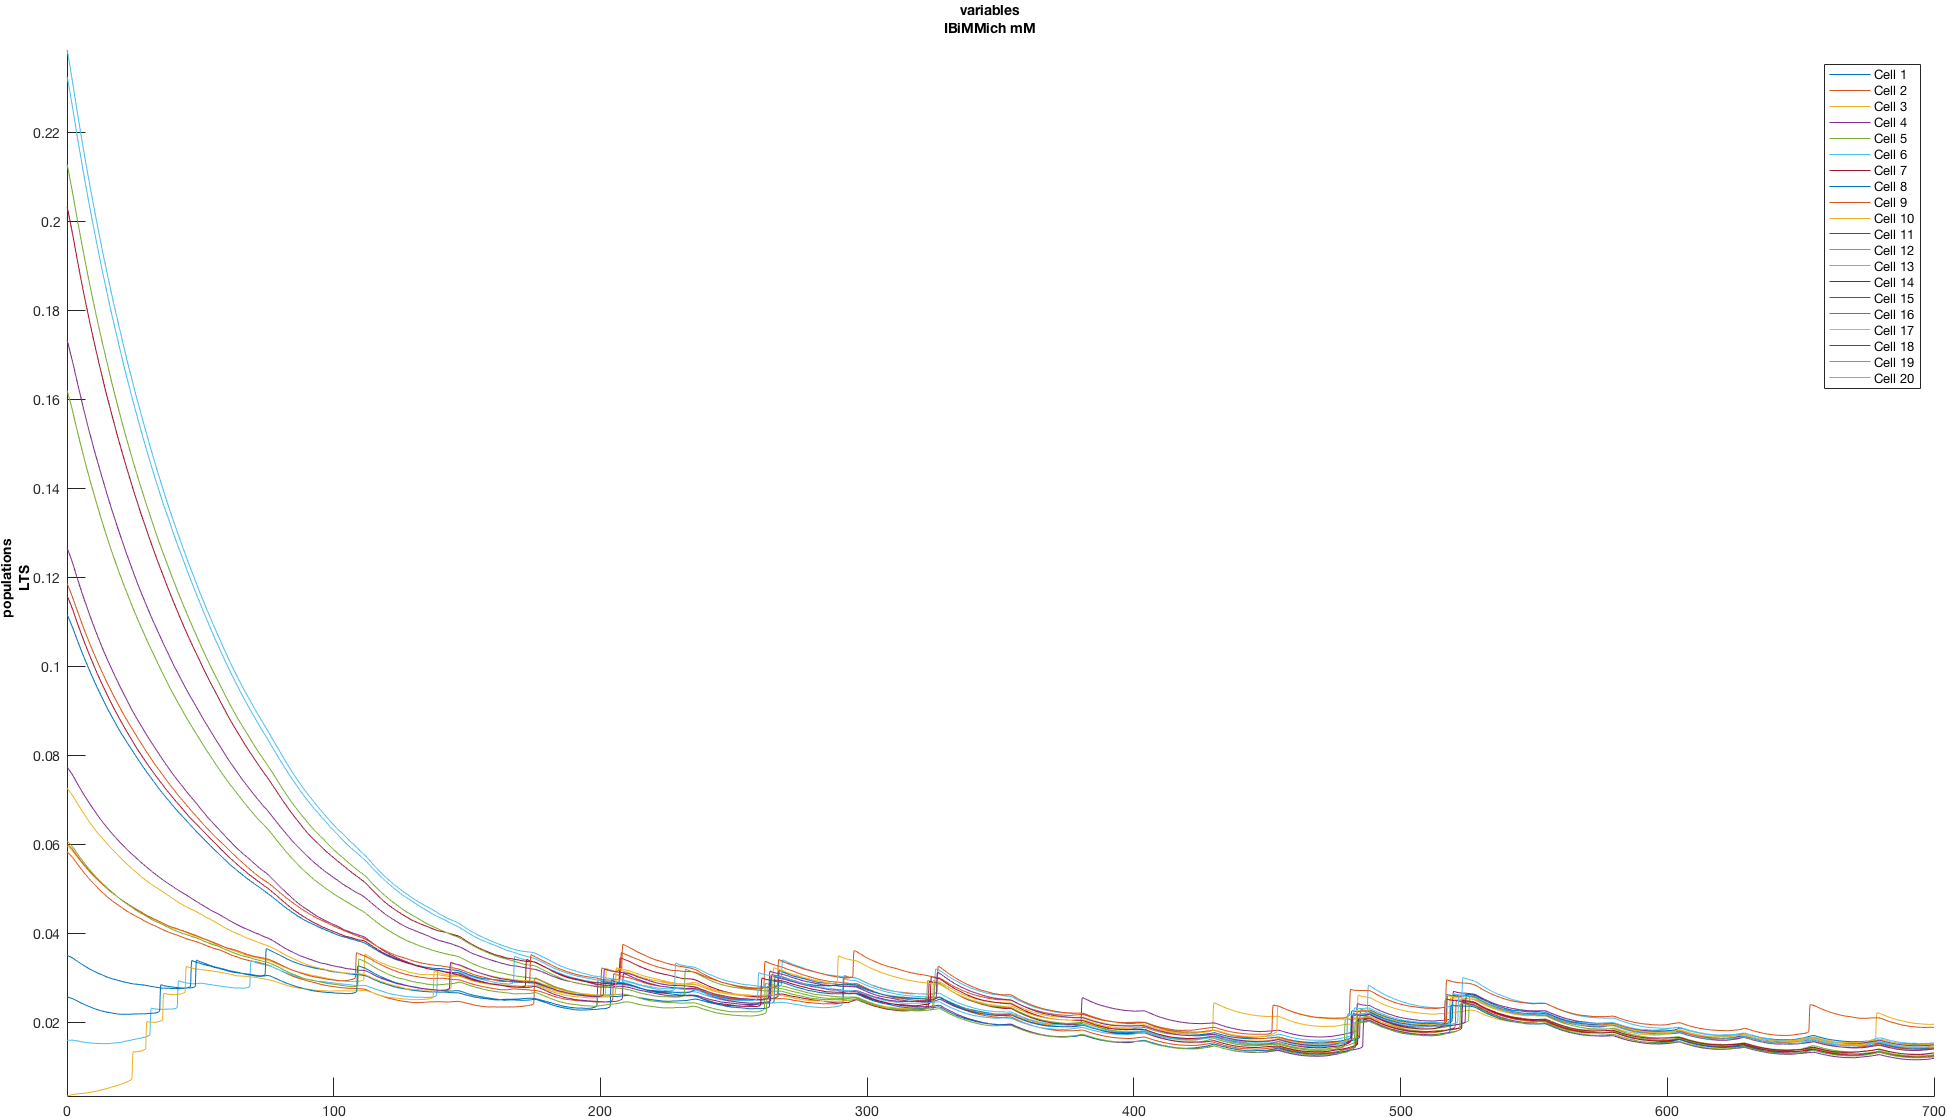 variables
IBiMMich mM
populations
LTS
0.22
0.2
0.18
0.16
0.14
0.12
0.1
0.08
0.06
0.04
0.02
0 100 200 300 400 500 600 700
Cell 1
Cell 2
Cell 3
Cell 4
Cell 5
Cell 6
Cell 7
Cell 8
Cell 9
Cell 10
Cell 11
Cell 12
Cell 13
Cell 14
Cell 15
Cell 16
Cell 17
Cell 18
Cell 19
Cell 20